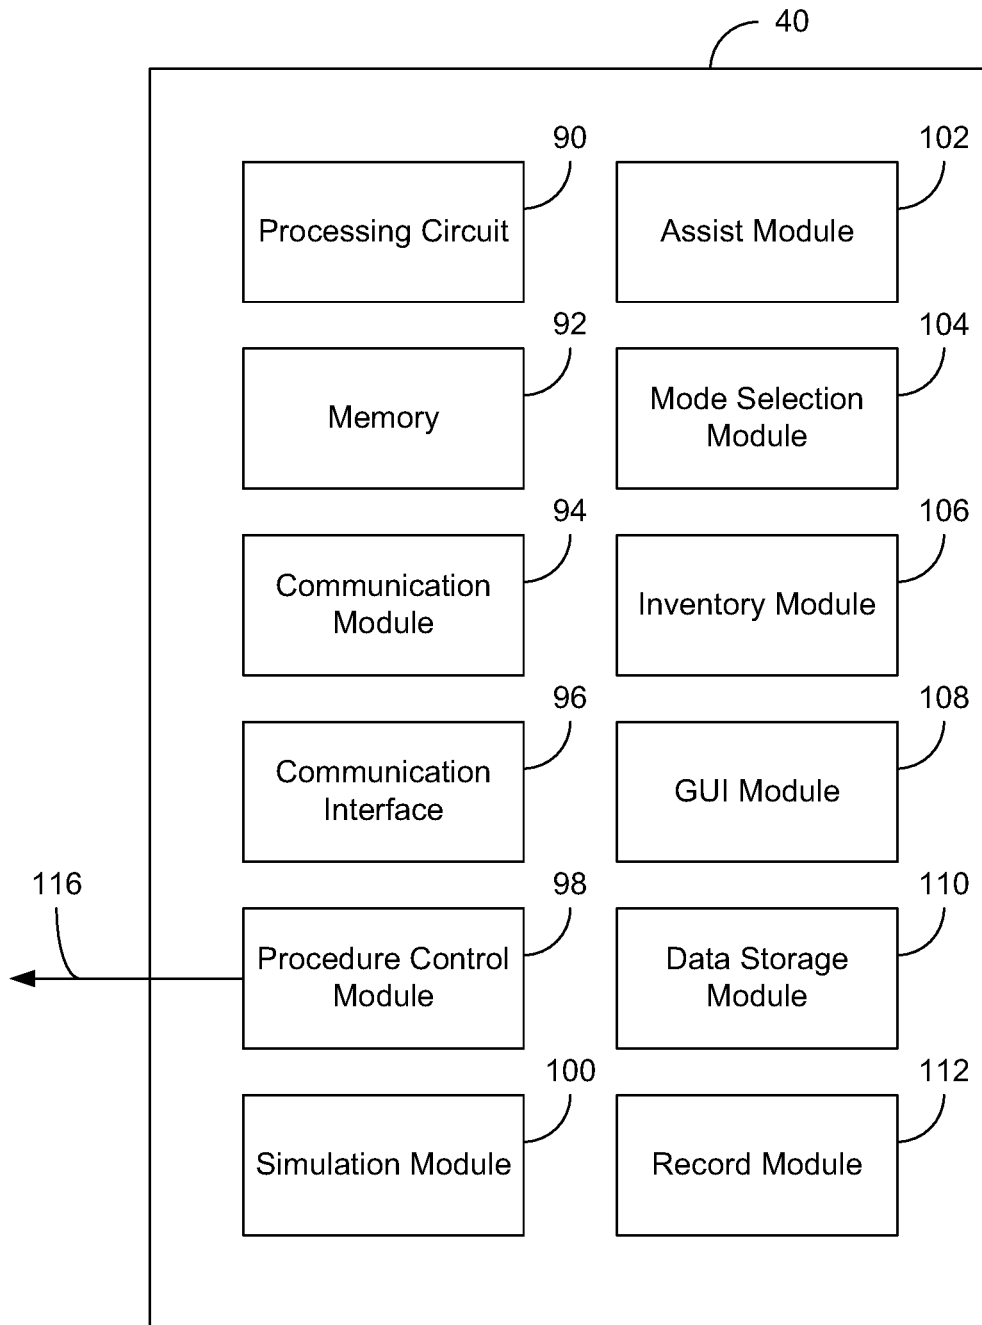 40
90
102
Processing Circuit
Assist Module
92
104
Memory
Mode Selection
Module
94
106
Communication
Module
Inventory Module
96
108
Communication
Interface
GUI Module
116
98
110
Procedure Control
Module
Data Storage
Module
100
112
Simulation Module
Record Module